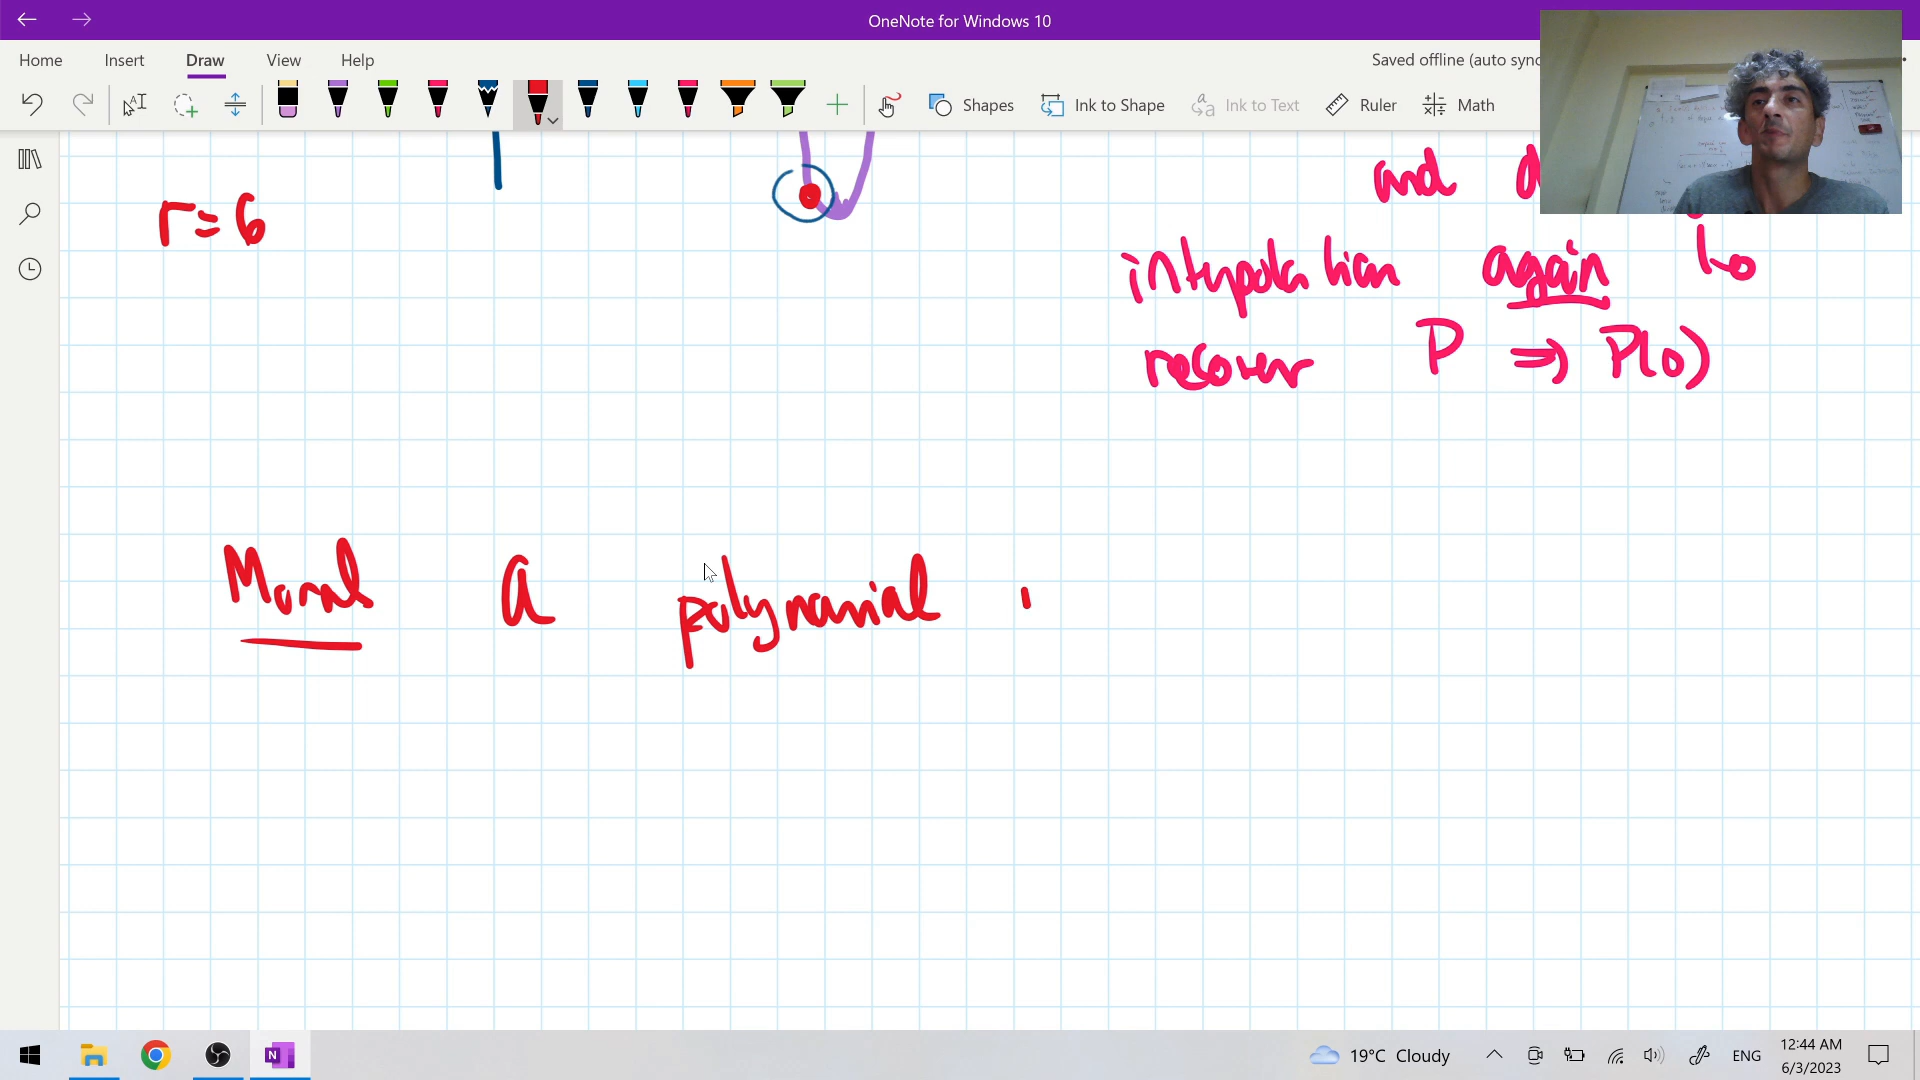 OneNote for Windows 10
Home Insert Draw View Help
Saved offline (auto sync
Shapes Ink to Shape Ink to Text Ruler Math
and
r=6
interpolation again to
recover P ⇒ P(0)
Moral a polynomial
19°C Cloudy ENG 12:44 AM
6/3/2023